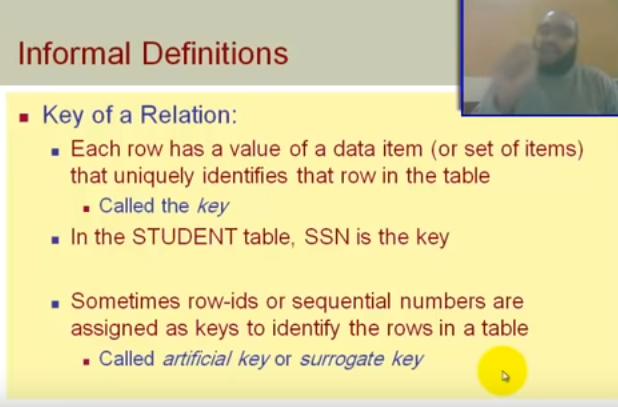 Informal Definitions
Key of a Relation:
Each row has a value of a data item (or set of items)
that uniquely identifies that row in the table
Called the key
In the STUDENT table, SSN is the key
Sometimes row-ids or sequential numbers are
assigned as keys to identify the rows in a table
Called artificial key or surrogate key